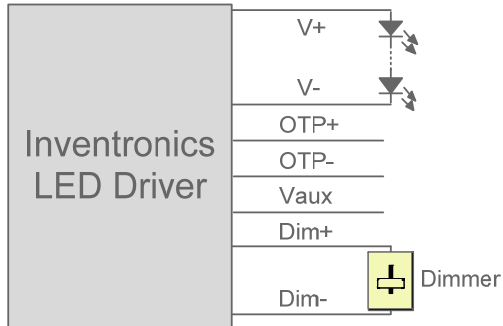 Inventronics
LED Driver
V+
V-
OTP+
OTP-
Vaux
Dim+
Dimmer
Dim-